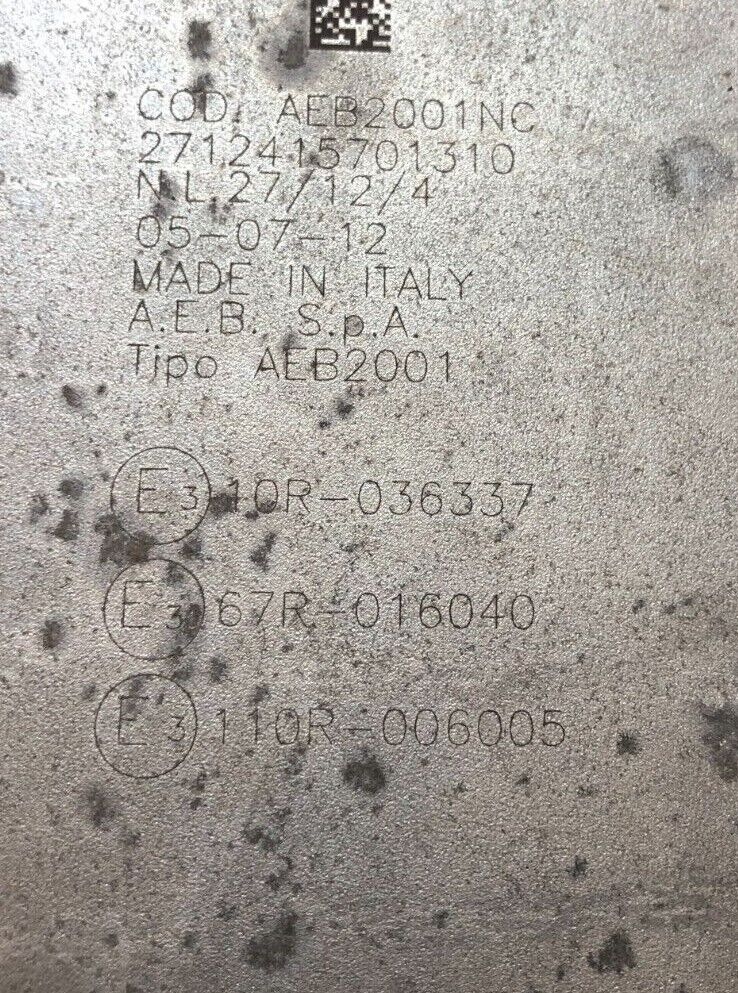 COD. AEB2001NC
2712415701310
N.L.27/12/4
05-07-12
MADE IN ITALY
A.E.B. S.p.A.
Tipo AEB2001
E3 10R-036337
E3 67R-016040
E3 110R-006005